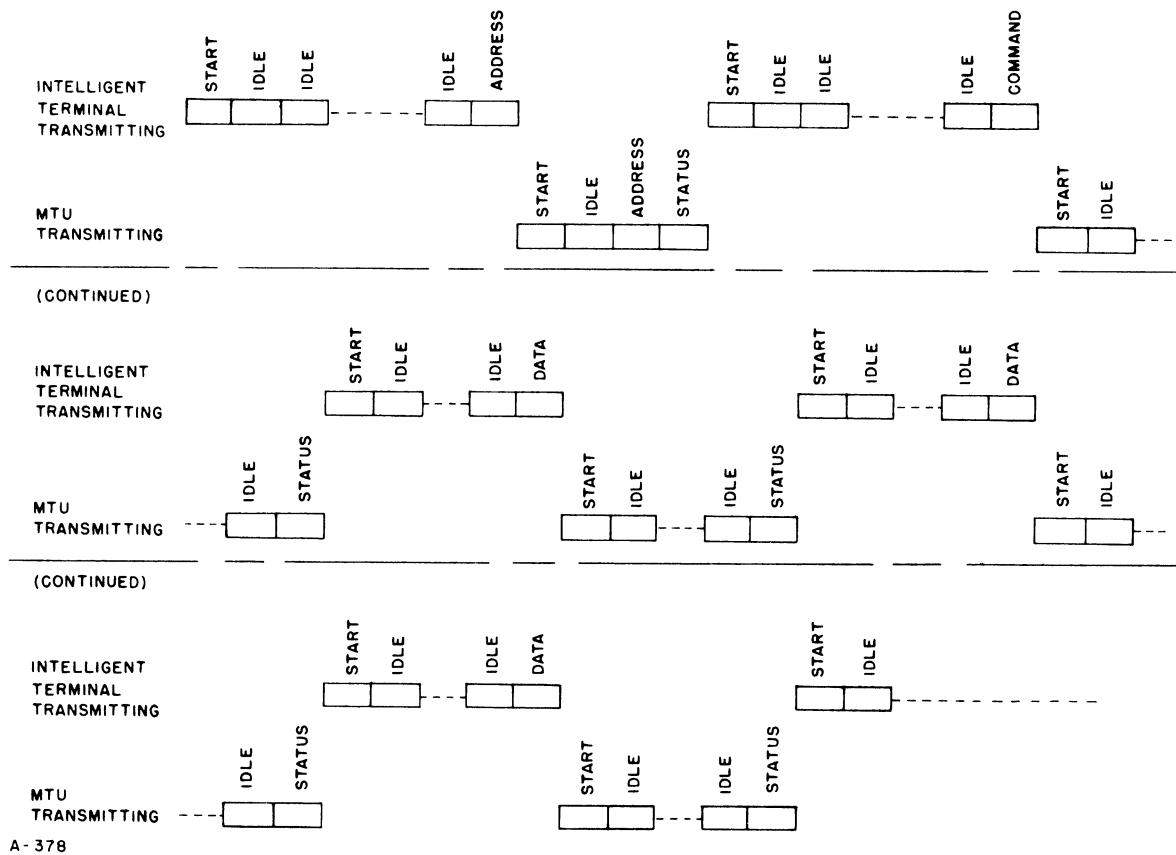 START IDLE IDLE IDLE ADDRESS START IDLE IDLE IDLE COMMAND
INTELLIGENT
TERMINAL
TRANSMITTING
START IDLE ADDRESS STATUS START IDLE
MTU
TRANSMITTING
(CONTINUED)
START IDLE IDLE DATA START IDLE IDLE DATA
INTELLIGENT
TERMINAL
TRANSMITTING
IDLE STATUS START IDLE IDLE STATUS START IDLE
MTU
TRANSMITTING
(CONTINUED)
START IDLE IDLE DATA START IDLE
INTELLIGENT
TERMINAL
TRANSMITTING
IDLE STATUS START IDLE IDLE STATUS
MTU
TRANSMITTING
A-378